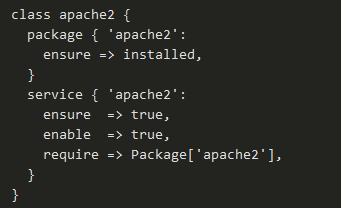 class apache2 {
  package { 'apache2':
    ensure => installed,
  }
  service { 'apache2':
    ensure  => true,
    enable  => true,
    require => Package['apache2'],
  }
}